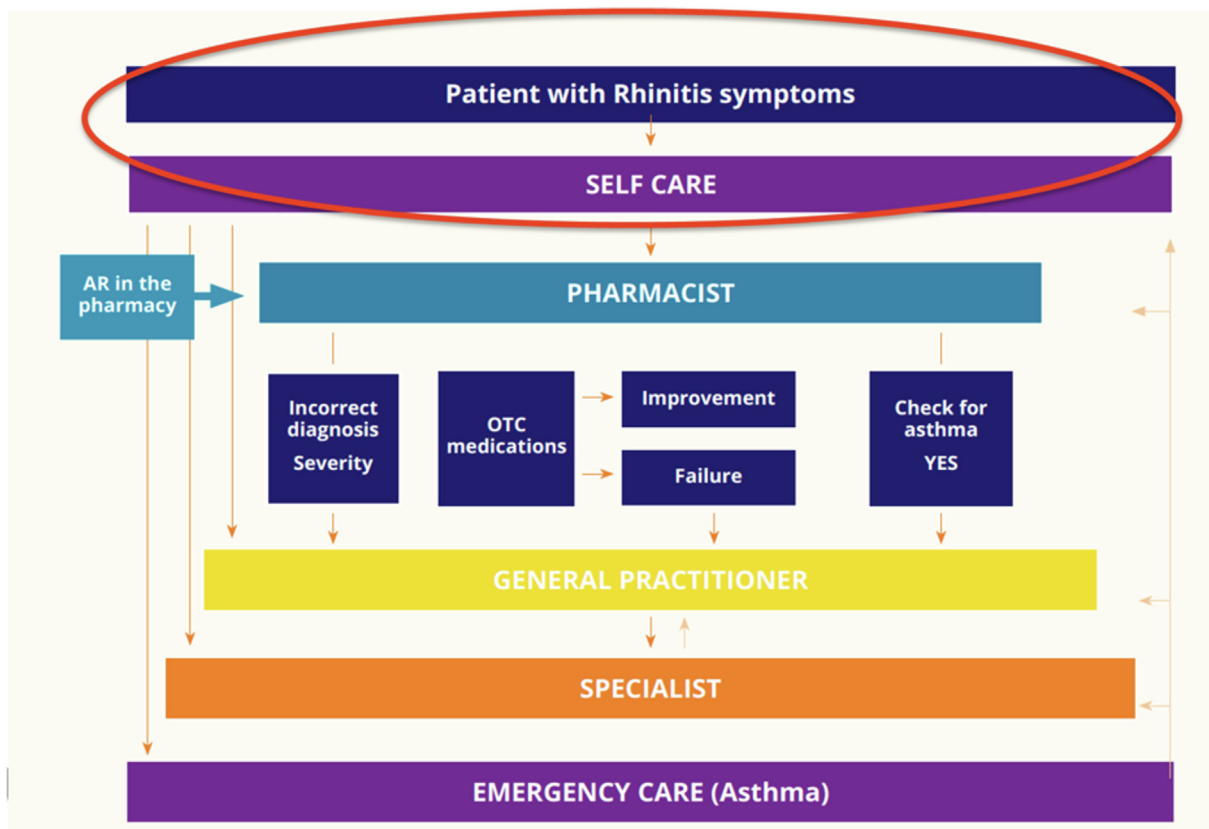 Patient with Rhinitis symptoms
SELF CARE
AR in the
pharmacy
PHARMACIST
Incorrect
diagnosis
Severity
OTC
medications
Improvement
Failure
Check for
asthma
YES
GENERAL PRACTITIONER
SPECIALIST
EMERGENCY CARE (Asthma)